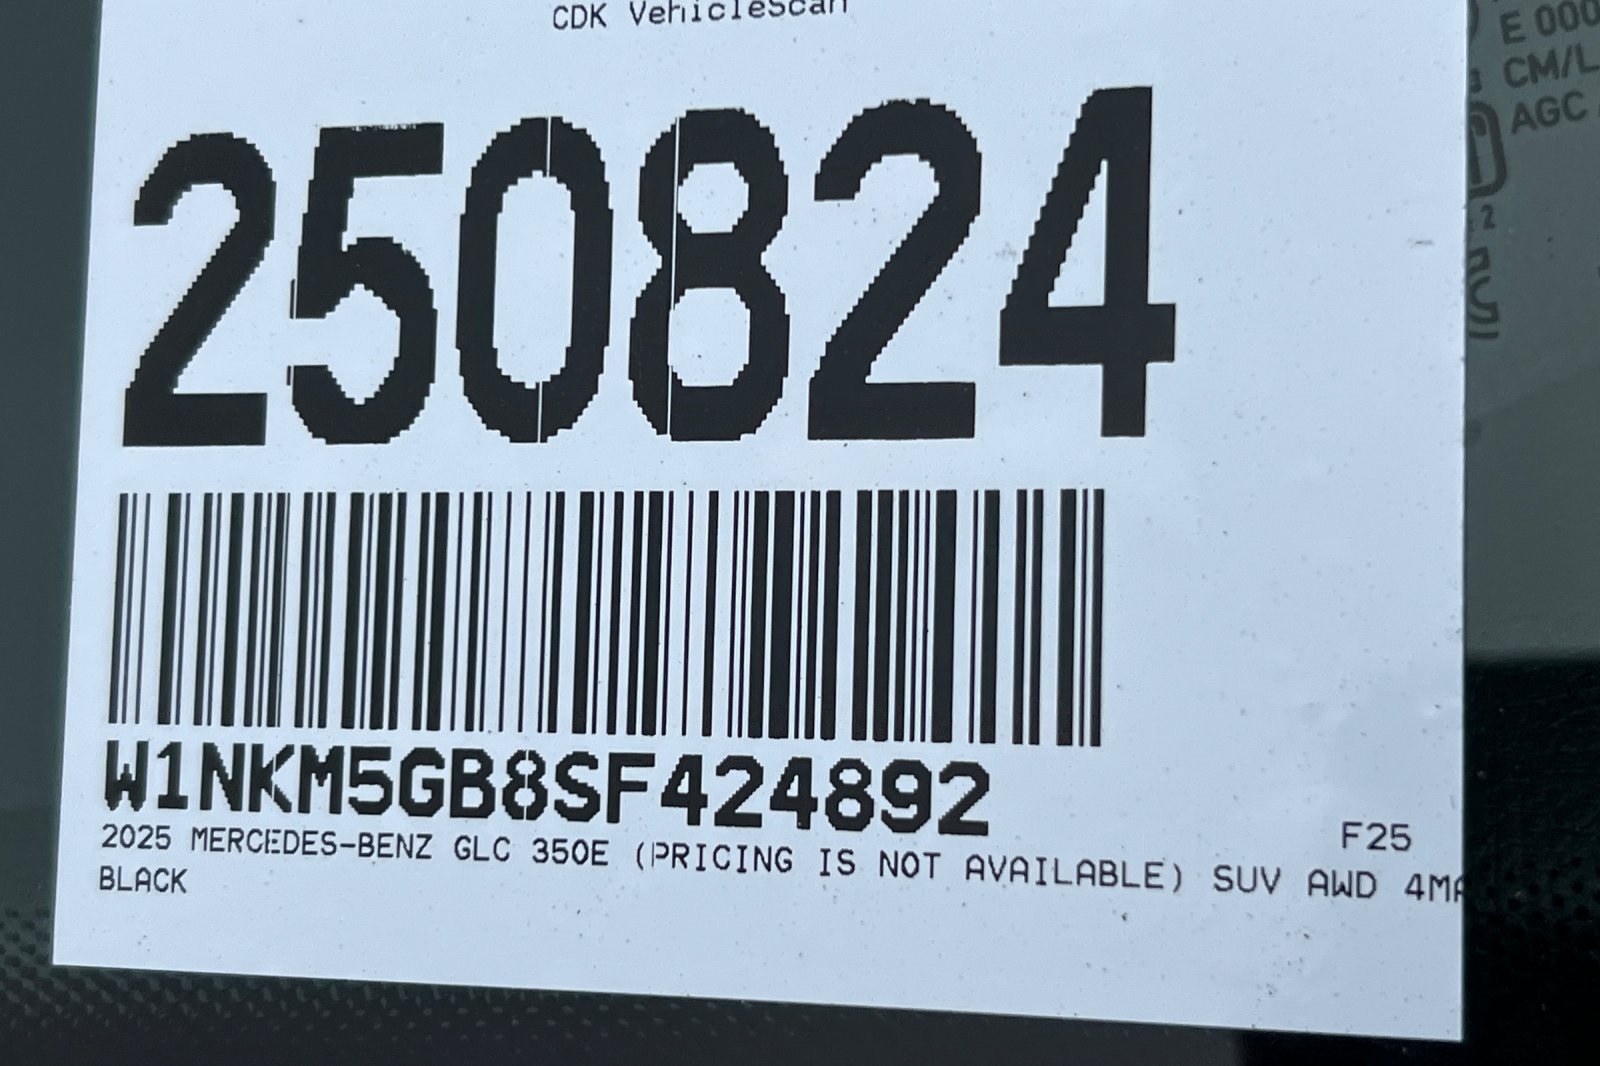 CDK VehicleScan
250824
W1NKM5GB8SF424892
F25
2025 MERCEDES-BENZ GLC 350E (PRICING IS NOT AVAILABLE) SUV AWD 4MA
BLACK
E 000
CM/L
AGC
2